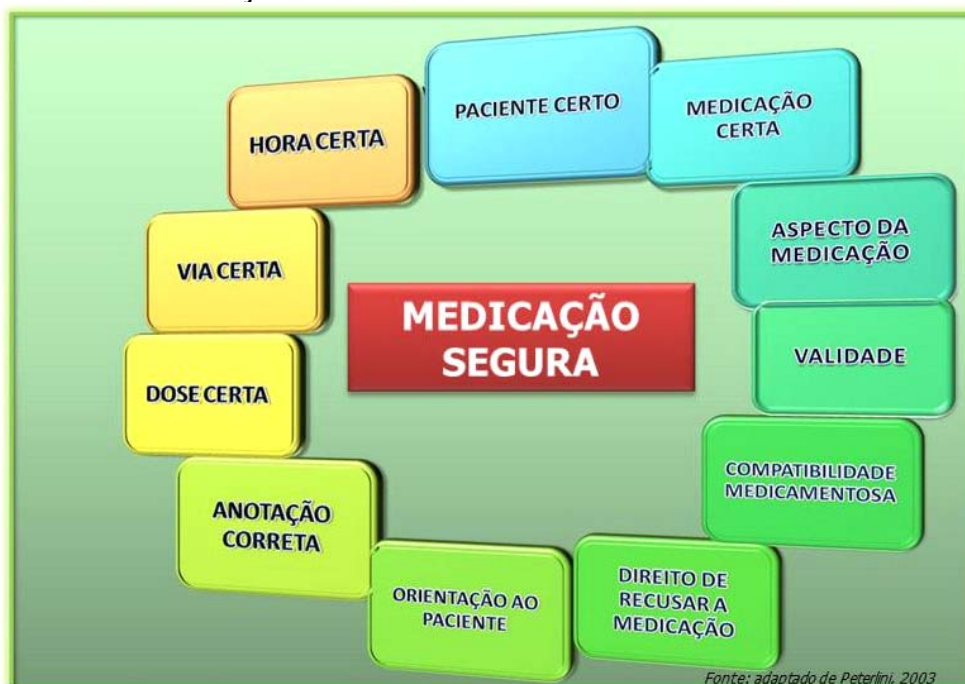 PACIENTE CERTO
MEDICAÇÃO
CERTA
ASPECTO DA
MEDICAÇÃO
VALIDADE
COMPATIBILIDADE
MEDICAMENTOSA
DIREITO DE
RECUSAR A
MEDICAÇÃO
ORIENTAÇÃO AO
PACIENTE
ANOTAÇÃO
CORRETA
DOSE CERTA
VIA CERTA
HORA CERTA
MEDICAÇÃO
SEGURA
Fonte: adaptado de Peterlini, 2003